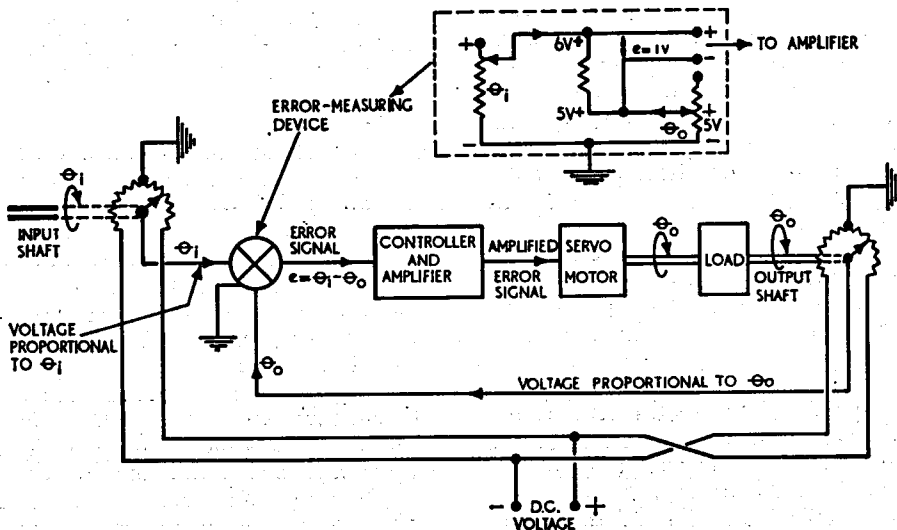 +
6V+
e=1V
+
-
TO AMPLIFIER
θi
5V+
θo
+
5V
-
-
ERROR-MEASURING
DEVICE
θi
INPUT
SHAFT
θi
ERROR
SIGNAL
e=θi-θo
CONTROLLER
AND
AMPLIFIER
AMPLIFIED
ERROR
SIGNAL
SERVO
MOTOR
θo
LOAD
θo
OUTPUT
SHAFT
VOLTAGE
PROPORTIONAL
TO θi
θo
VOLTAGE PROPORTIONAL TO θo
- D.C. +
VOLTAGE